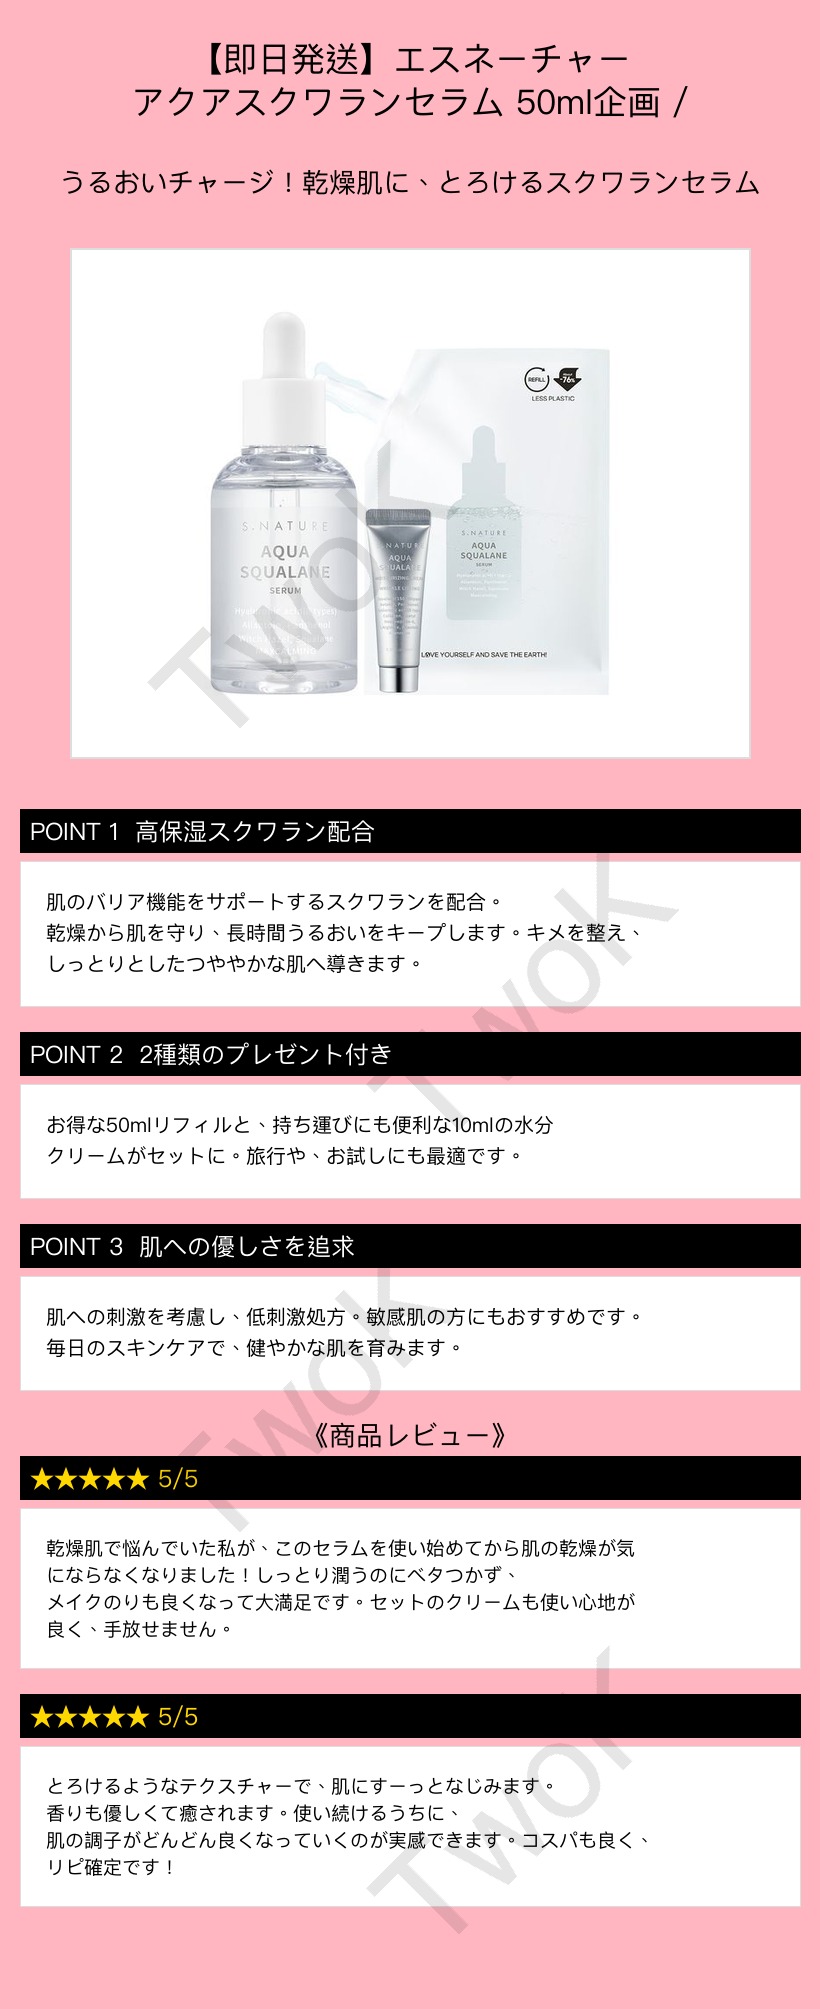 【即日発送】エスネーチャー
アクアスクワランセラム 50ml企画 /
うるおいチャージ！乾燥肌に、とろけるスクワランセラム
REFILL
-76%
LESS PLASTIC
S.NATURE
AQUA
SQUALANE
SERUM
S.NATURE
AQUA
SQUALANE
SERUM
LOVE YOURSELF AND SAVE THE EARTH!
TwoK
POINT 1 高保湿スクワラン配合
肌のバリア機能をサポートするスクワランを配合。
乾燥から肌を守り、長時間うるおいをキープします。キメを整え、
しっとりとしたつややかな肌へ導きます。
TwoK
POINT 2 2種類のプレゼント付き
お得な50mlリフィルと、持ち運びにも便利な10mlの水分
クリームがセットに。旅行や、お試しにも最適です。
POINT 3 肌への優しさを追求
肌への刺激を考慮し、低刺激処方。敏感肌の方にもおすすめです。
毎日のスキンケアで、健やかな肌を育みます。
TwoK
《商品レビュー》
★★★★★ 5/5
乾燥肌で悩んでいた私が、このセラムを使い始めてから肌の乾燥が気
にならなくなりました！しっとり潤うのにベタつかず、
メイクのりも良くなって大満足です。セットのクリームも使い心地が
良く、手放せません。
★★★★★ 5/5
とろけるようなテクスチャーで、肌にすーっとなじみます。
香りも優しくて癒されます。使い続けるうちに、
肌の調子がどんどん良くなっていくのが実感できます。コスパも良く、
リピ確定です！
TwoK